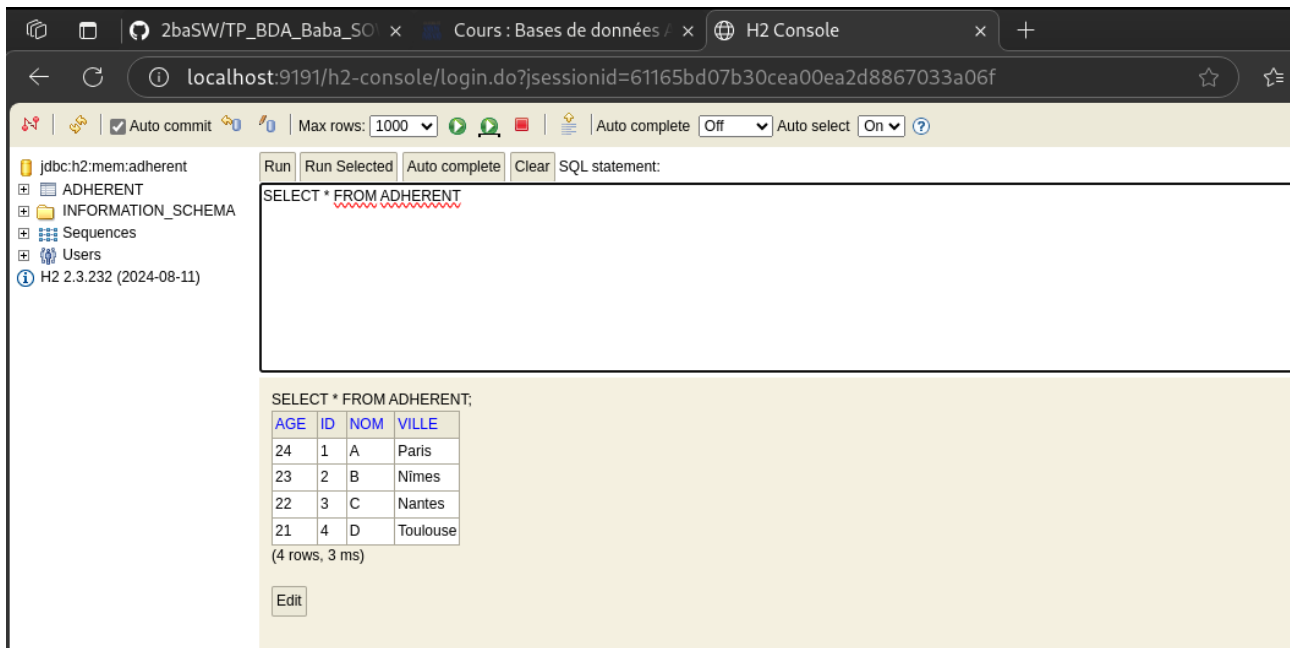 2baSW/TP_BDA_Baba_SO
Cours : Bases de données
H2 Console
localhost:9191/h2-console/login.do?jsessionid=61165bd07b30cea00ea2d8867033a06f
Auto commit Max rows: 1000 Auto complete Off Auto select On
jdbc:h2:mem:adherent
ADHERENT
INFORMATION_SCHEMA
Sequences
Users
H2 2.3.232 (2024-08-11)
Run Run Selected Auto complete Clear SQL statement:
SELECT * FROM ADHERENT
SELECT * FROM ADHERENT;
AGE ID NOM VILLE
24 1 A Paris
23 2 B Nîmes
22 3 C Nantes
21 4 D Toulouse
(4 rows, 3 ms)
Edit